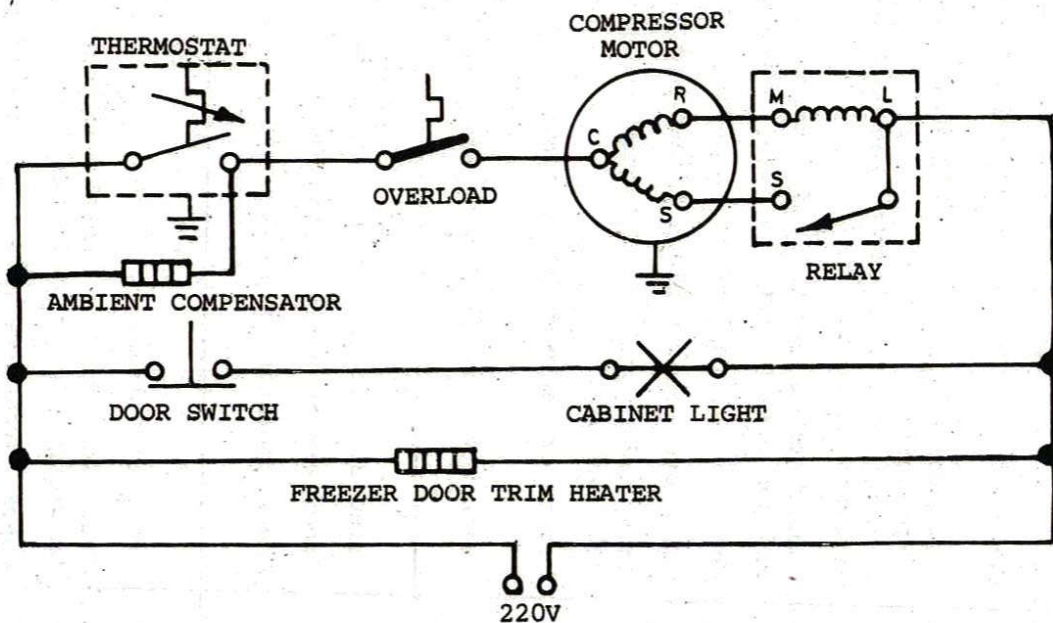 COMPRESSOR
MOTOR
THERMOSTAT
R
M
L
C
S
S
OVERLOAD
RELAY
AMBIENT COMPENSATOR
DOOR SWITCH
CABINET LIGHT
FREEZER DOOR TRIM HEATER
220V